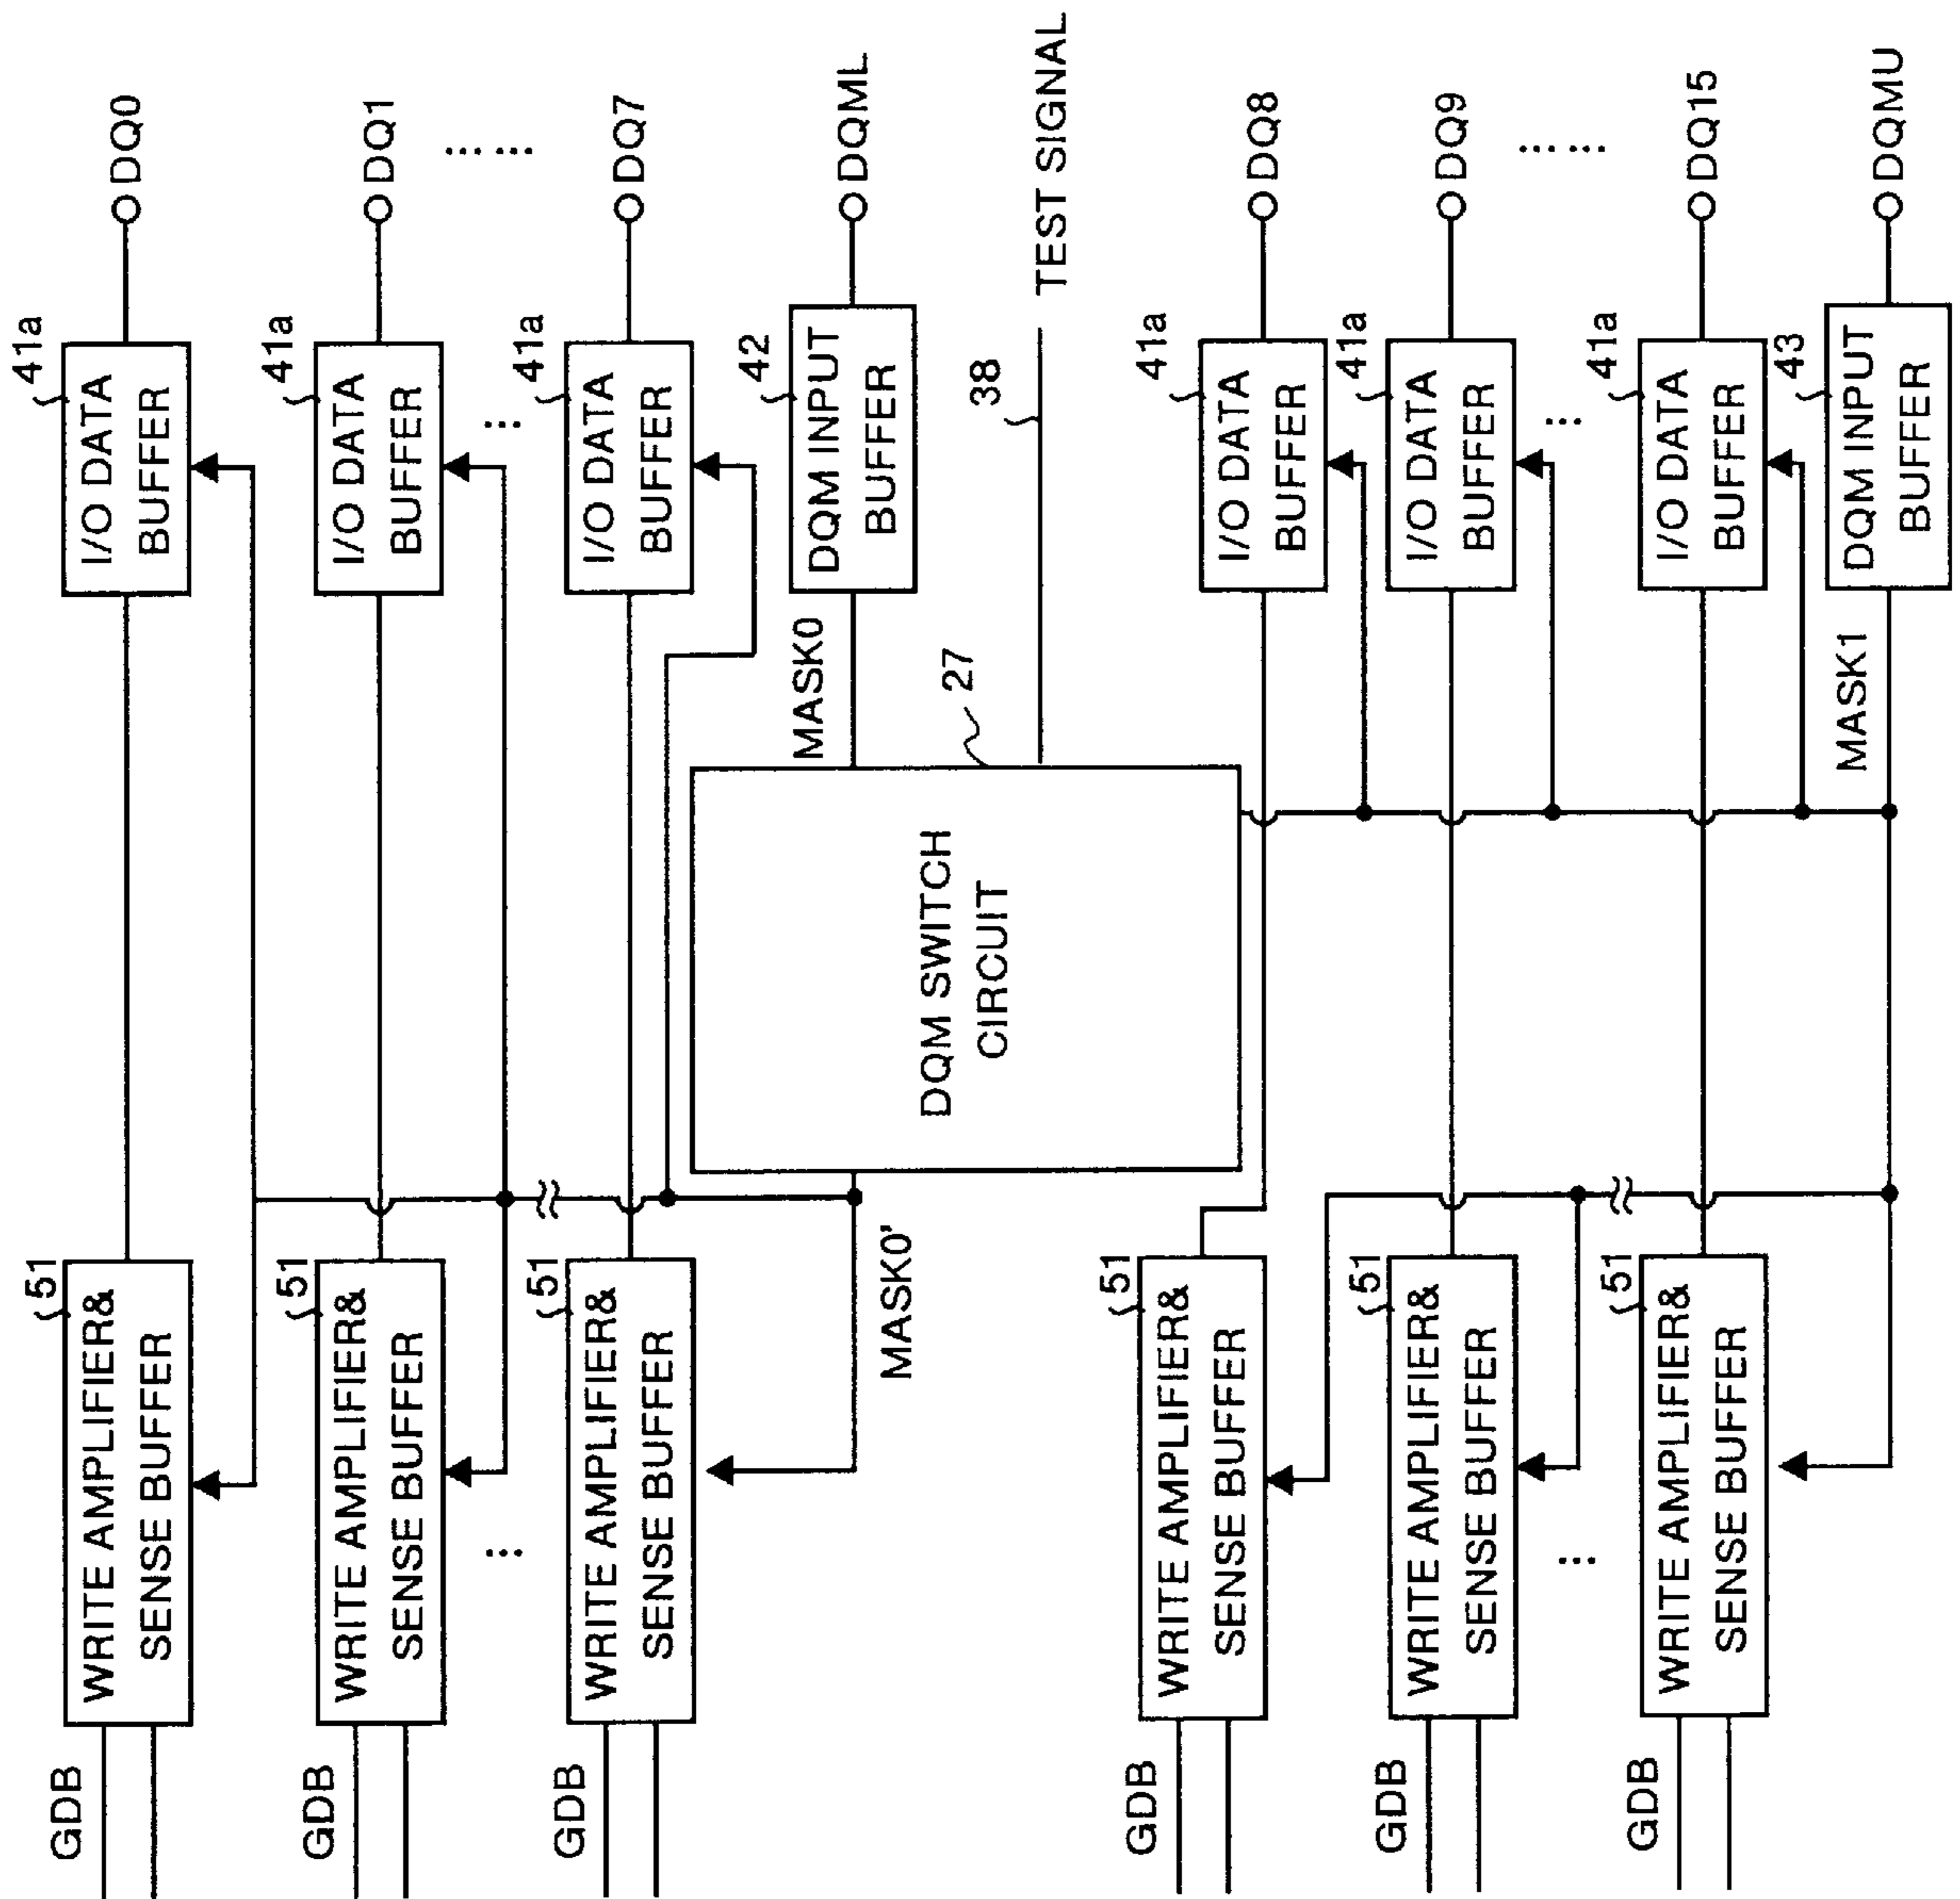 GDB
51
WRITE AMPLIFIER&
SENSE BUFFER
41a
I/O DATA
BUFFER
DQ0
GDB
51
WRITE AMPLIFIER&
SENSE BUFFER
41a
I/O DATA
BUFFER
DQ1
...
...
......
GDB
51
WRITE AMPLIFIER&
SENSE BUFFER
41a
I/O DATA
BUFFER
DQ7
MASK0'
DQM SWITCH
CIRCUIT
27
MASK0
42
DQM INPUT
BUFFER
DQML
38
TEST SIGNAL
GDB
51
WRITE AMPLIFIER&
SENSE BUFFER
41a
I/O DATA
BUFFER
DQ8
GDB
51
WRITE AMPLIFIER&
SENSE BUFFER
41a
I/O DATA
BUFFER
DQ9
...
...
......
GDB
51
WRITE AMPLIFIER&
SENSE BUFFER
41a
I/O DATA
BUFFER
DQ15
MASK1
43
DQM INPUT
BUFFER
DQMU